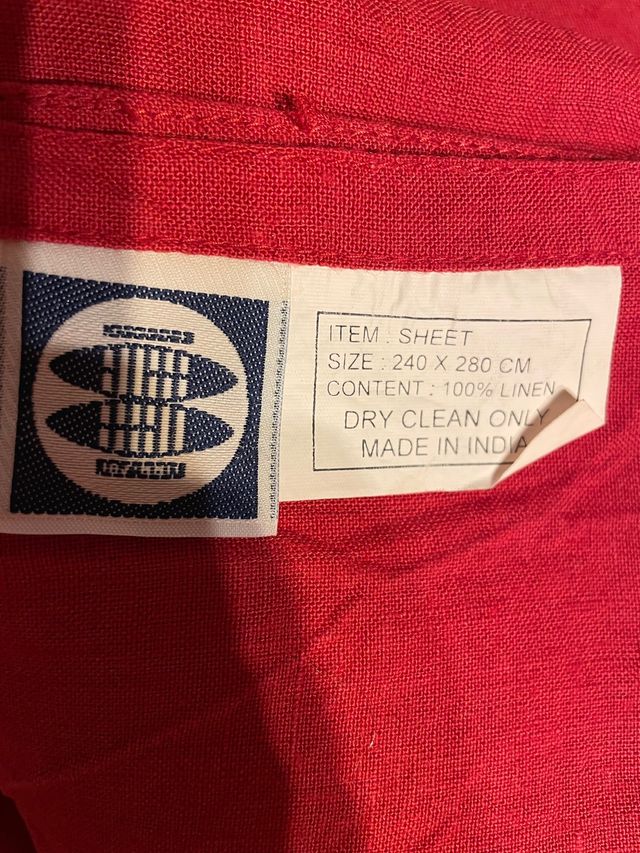 ITEM : SHEET
SIZE : 240 X 280 CM
CONTENT : 100% LINEN
DRY CLEAN ONLY
MADE IN INDIA